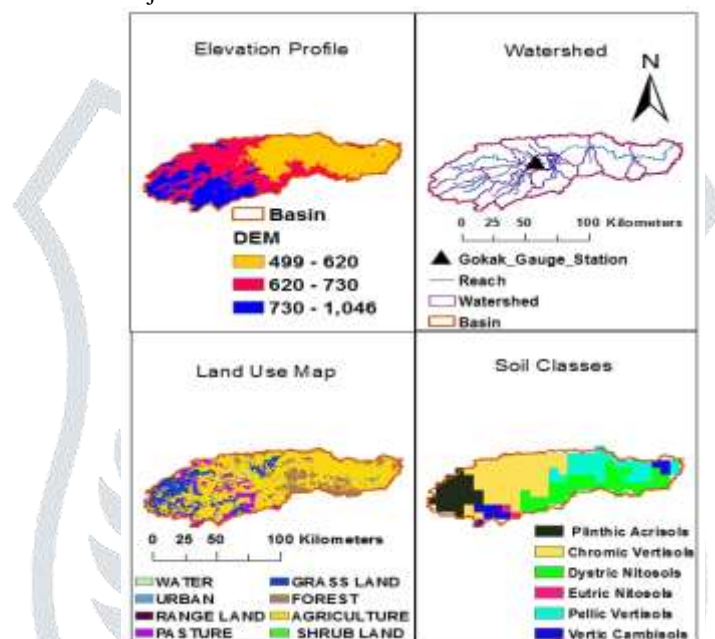 Elevation Profile
Basin
DEM
499 - 620
620 - 730
730 - 1,046
Watershed
N
0 25 50 100 Kilometers
Gokak_Gauge_Station
Reach
Watershed
Basin
Land Use Map
0 25 50 100 Kilometers
WATER GRASS LAND
URBAN FOREST
RANGE LAND AGRICULTURE
PASTURE SHRUB LAND
Soil Classes
Plinthic Acrisols
Chromic Vertisols
Dystric Nitosols
Eutric Nitosols
Pellic Vertisols
Vertic Cambisols